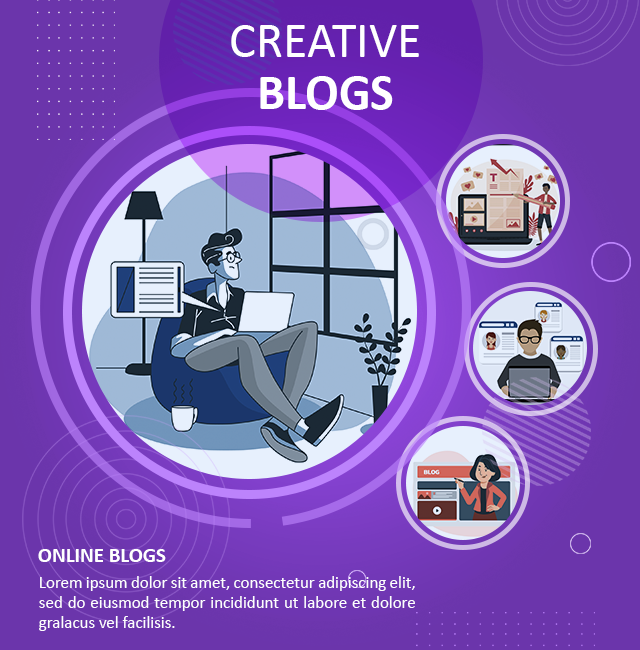 CREATIVE
BLOGS
T
BLOG
ONLINE BLOGS
Lorem ipsum dolor sit amet, consectetur adipiscing elit,
sed do eiusmod tempor incididunt ut labore et dolore
gralacus vel facilisis.